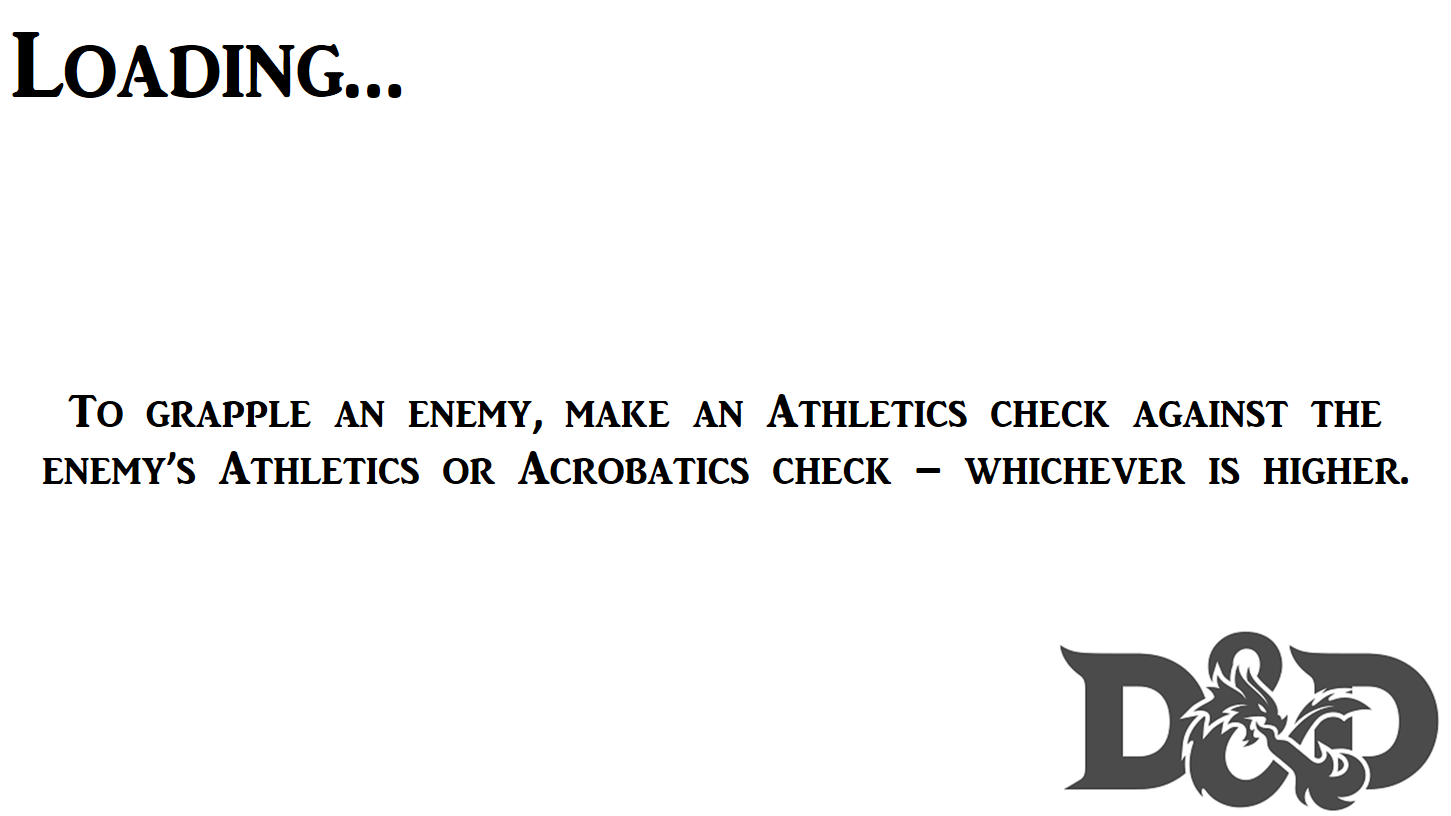 Loading...
To grapple an enemy, make an Athletics check against the
enemy’s Athletics or Acrobatics check – whichever is higher.
D&D